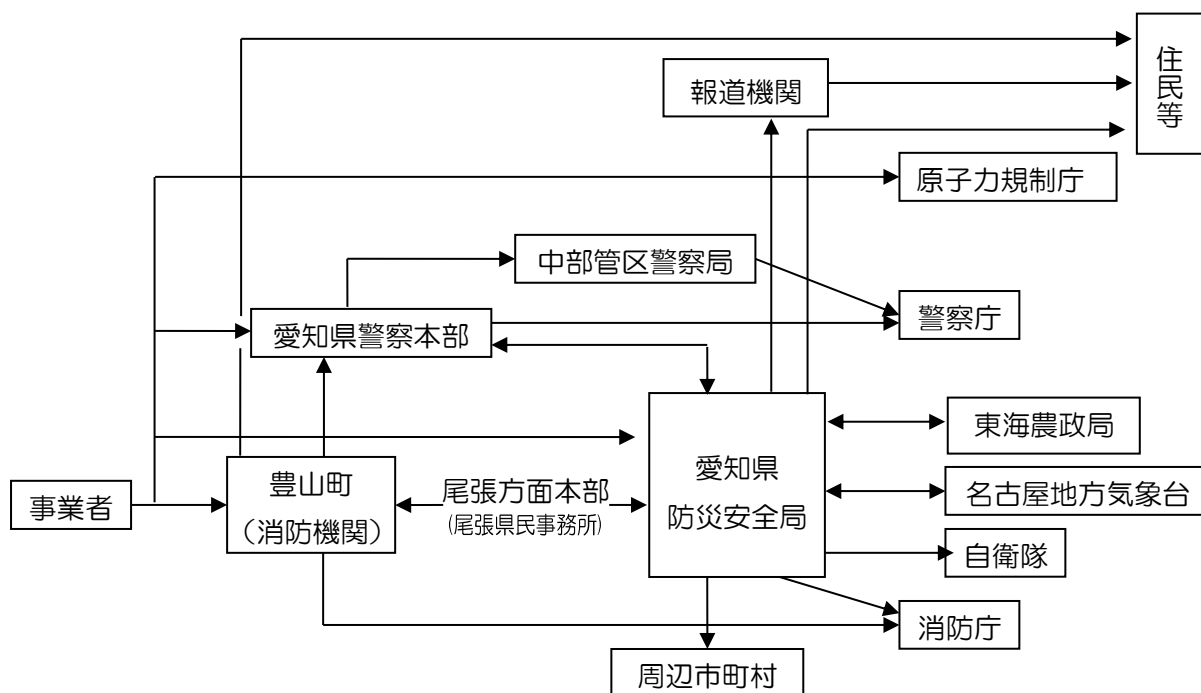 住民等
報道機関
原子力規制庁
中部管区警察局
警察庁
愛知県警察本部
東海農政局
愛知県
防災安全局
豊山町
(消防機関)
尾張方面本部
(尾張県民事務所)
事業者
名古屋地方気象台
自衛隊
消防庁
周辺市町村